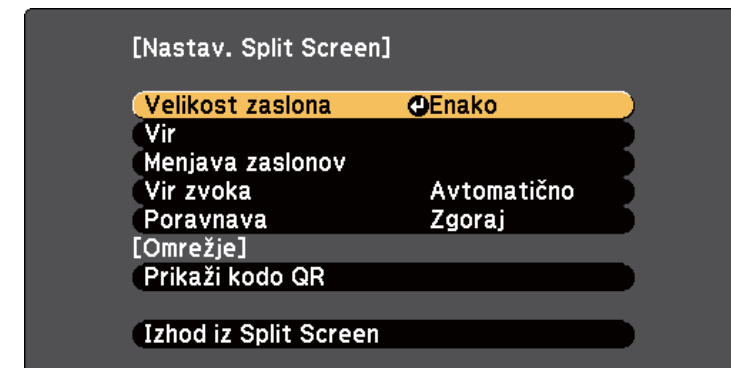 [Nastav. Split Screen]
Velikost zaslona Enako
Vir
Menjava zaslonov
Vir zvoka Avtomatično
Poravnava Zgoraj
[Omrežje]
Prikaži kodo QR
Izhod iz Split Screen